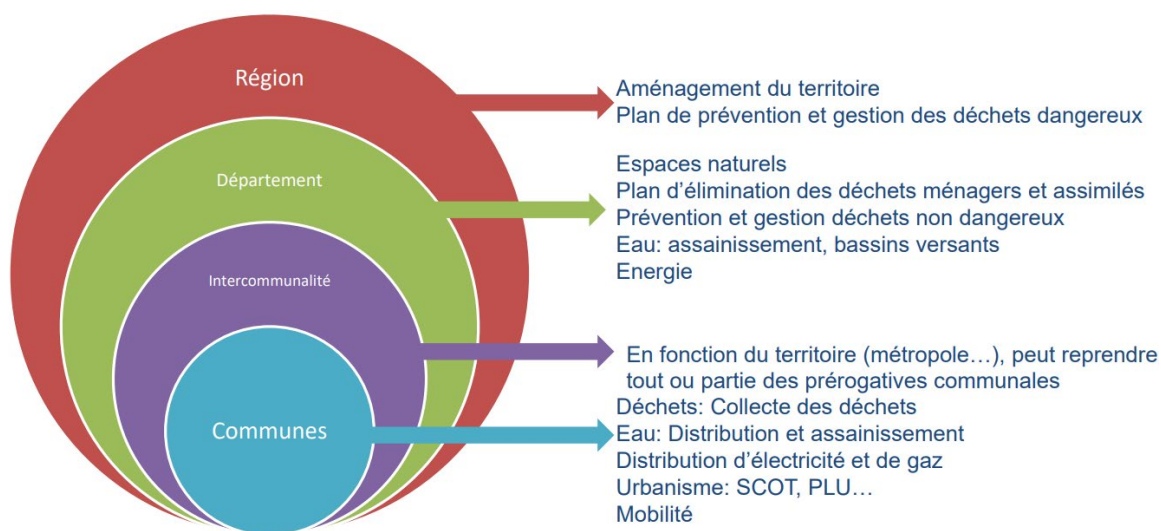 Région
Aménagement du territoire
Plan de prévention et gestion des déchets dangereux
Département
Espaces naturels
Plan d'élimination des déchets ménagers et assimilés
Prévention et gestion déchets non dangereux
Eau: assainissement, bassins versants
Energie
Intercommunalité
En fonction du territoire (métropole…), peut reprendre
tout ou partie des prérogatives communales
Communes
Déchets: Collecte des déchets
Eau: Distribution et assainissement
Distribution d'électricité et de gaz
Urbanisme: SCOT, PLU…
Mobilité